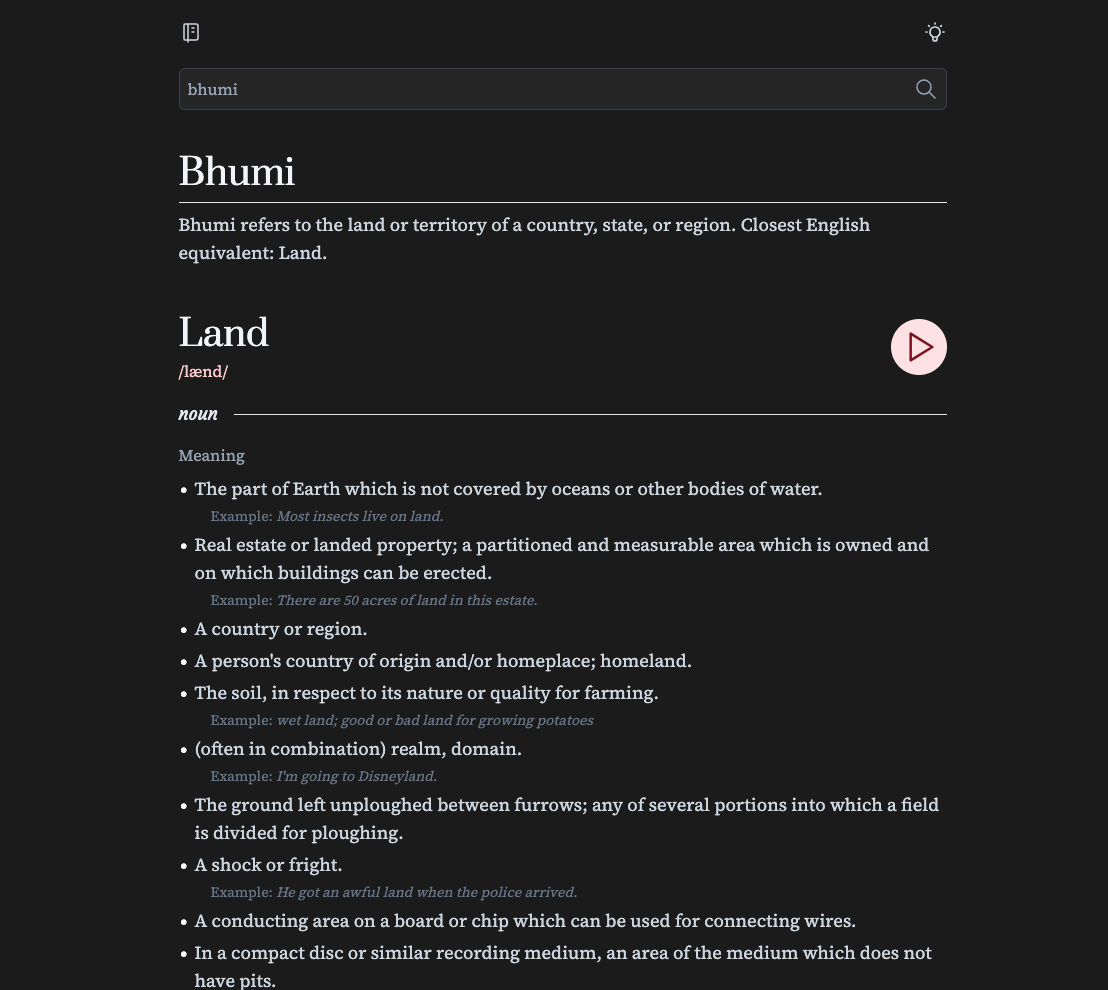 bhumi
Bhumi
Bhumi refers to the land or territory of a country, state, or region. Closest English
equivalent: Land.
Land
/lænd/
noun
Meaning
• The part of Earth which is not covered by oceans or other bodies of water.
Example: Most insects live on land.
• Real estate or landed property; a partitioned and measurable area which is owned and
on which buildings can be erected.
Example: There are 50 acres of land in this estate.
• A country or region.
• A person's country of origin and/or homeplace; homeland.
• The soil, in respect to its nature or quality for farming.
Example: wet land; good or bad land for growing potatoes
• (often in combination) realm, domain.
Example: I'm going to Disneyland.
• The ground left unploughed between furrows; any of several portions into which a field
is divided for ploughing.
• A shock or fright.
Example: He got an awful land when the police arrived.
• A conducting area on a board or chip which can be used for connecting wires.
• In a compact disc or similar recording medium, an area of the medium which does not
have pits.